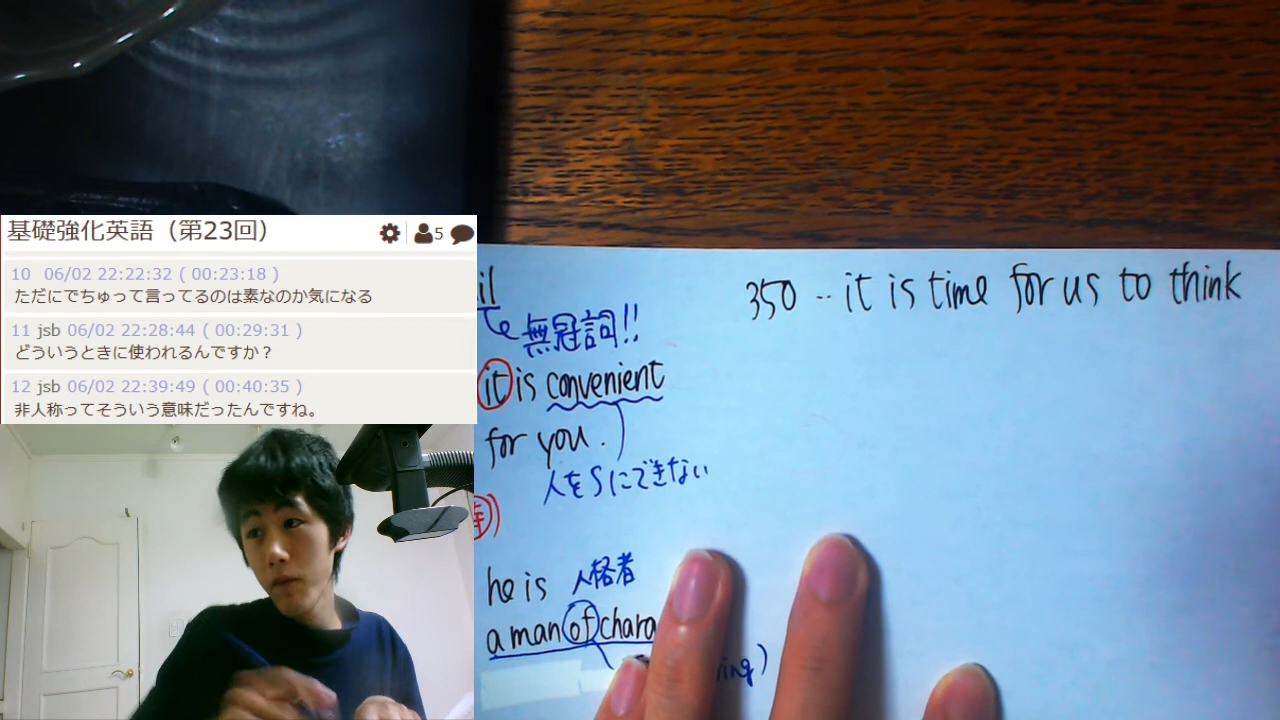 基礎強化英語（第23回）
5
10 06/02 22:22:32 ( 00:23:18 )
ただにでちゅって言ってるのは素なのか気になる
11 jsb 06/02 22:28:44 ( 00:29:31 )
どういうときに使われるんですか？
12 jsb 06/02 22:39:49 ( 00:40:35 )
非人称ってそういう意味だったんですね。
il
無冠詞!!
it is convenient
for you.
人をSにできない
he is 人格者
a man of chara
ing)
350 -- it is time for us to think